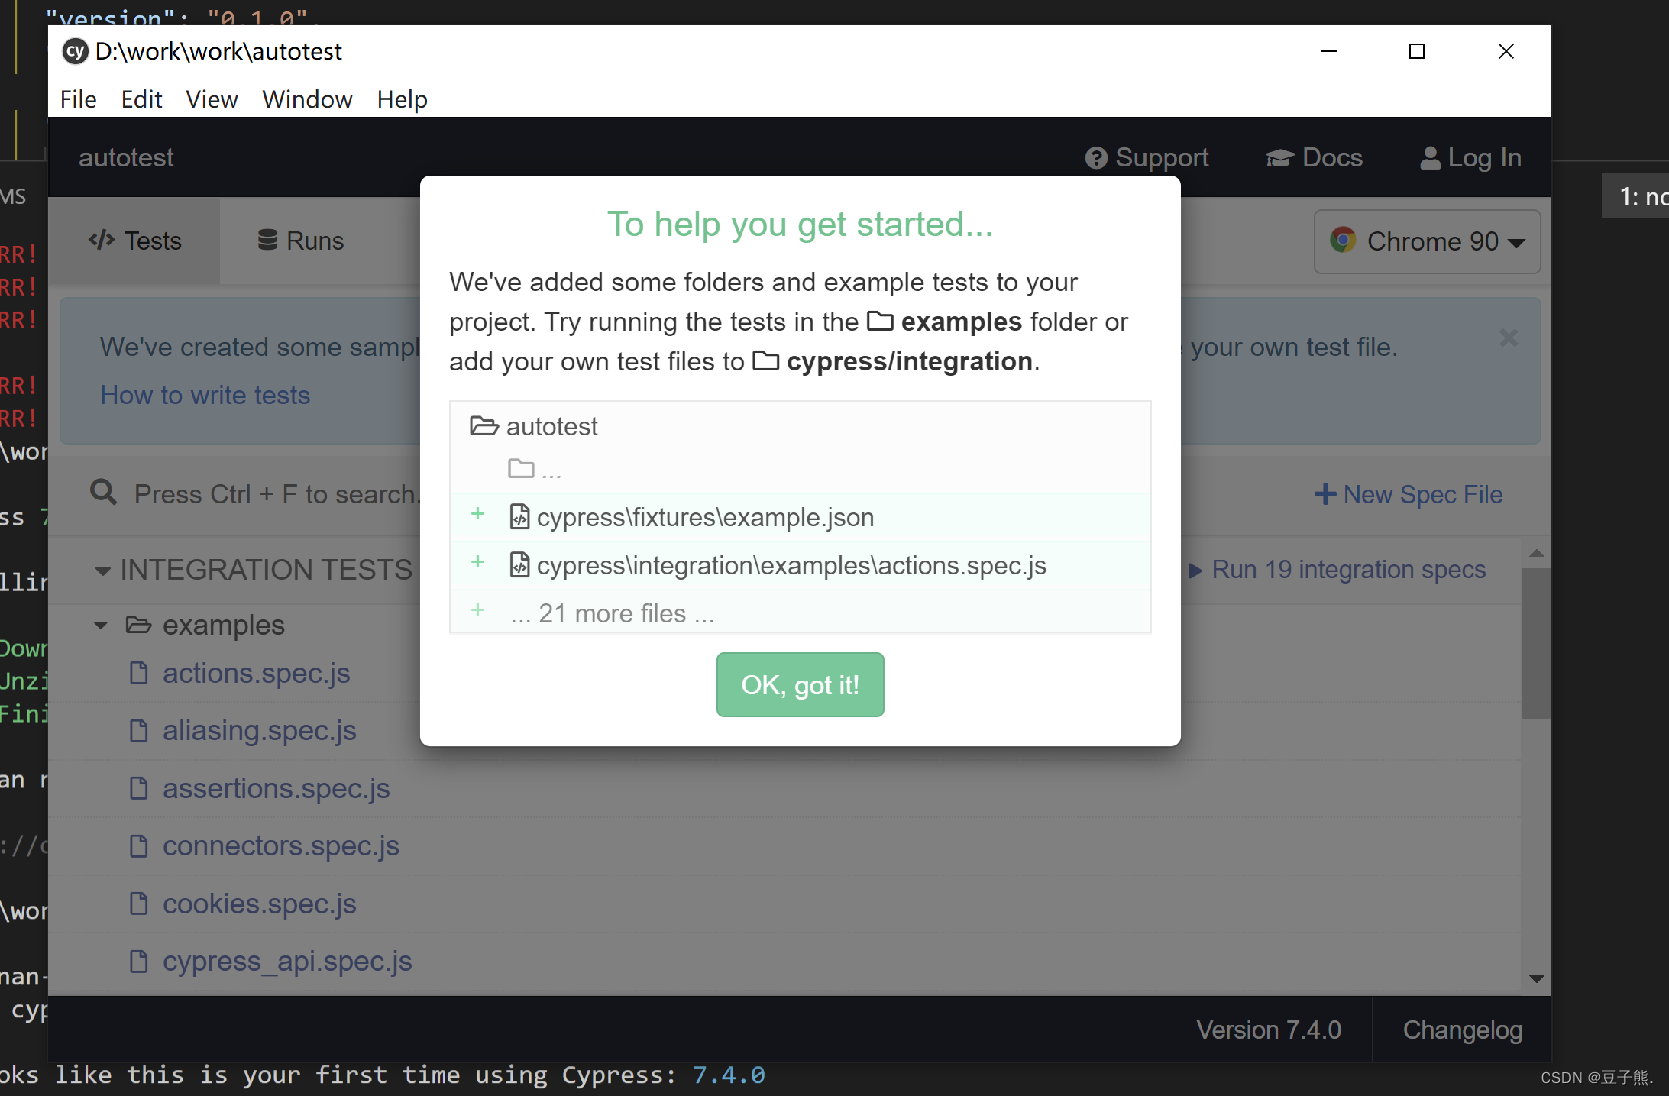 "version": "0.1.0",
D:\work\work\autotest
File Edit View Window Help
autotest
Support Docs Log In
MS
1: no
Tests Runs
Chrome 90
To help you get started...
We've added some folders and example tests to your
project. Try running the tests in the examples folder or
add your own test files to cypress/integration.
We've created some sampl
your own test file.
How to write tests
RR!
RR!
RR!
RR!
RR!
\wor
autotest
...
Press Ctrl + F to search.
New Spec File
cypress\fixtures\example.json
ss 7
cypress\integration\examples\actions.spec.js
INTEGRATION TESTS
Run 19 integration specs
llin
... 21 more files ...
examples
Down
Unzi
Fini
OK, got it!
actions.spec.js
aliasing.spec.js
an
assertions.spec.js
://
connectors.spec.js
\wor
cookies.spec.js
cypress_api.spec.js
nan-
cyp
Version 7.4.0 Changelog
oks like this is your first time using Cypress: 7.4.0
CSDN @豆子熊.